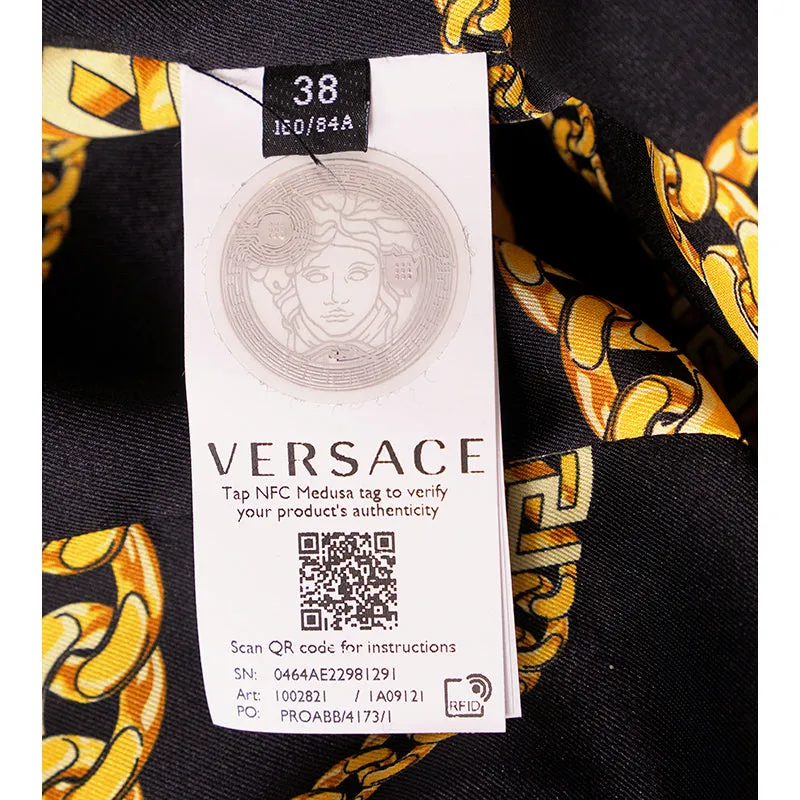 38
160/84A
VERSACE
Tap NFC Medusa tag to verify
your product's authenticity
Scan QR code for instructions
SN: 0464AE22981291
Art: 1002821 / 1A09121
PO: PROABB/4173/1
RFID